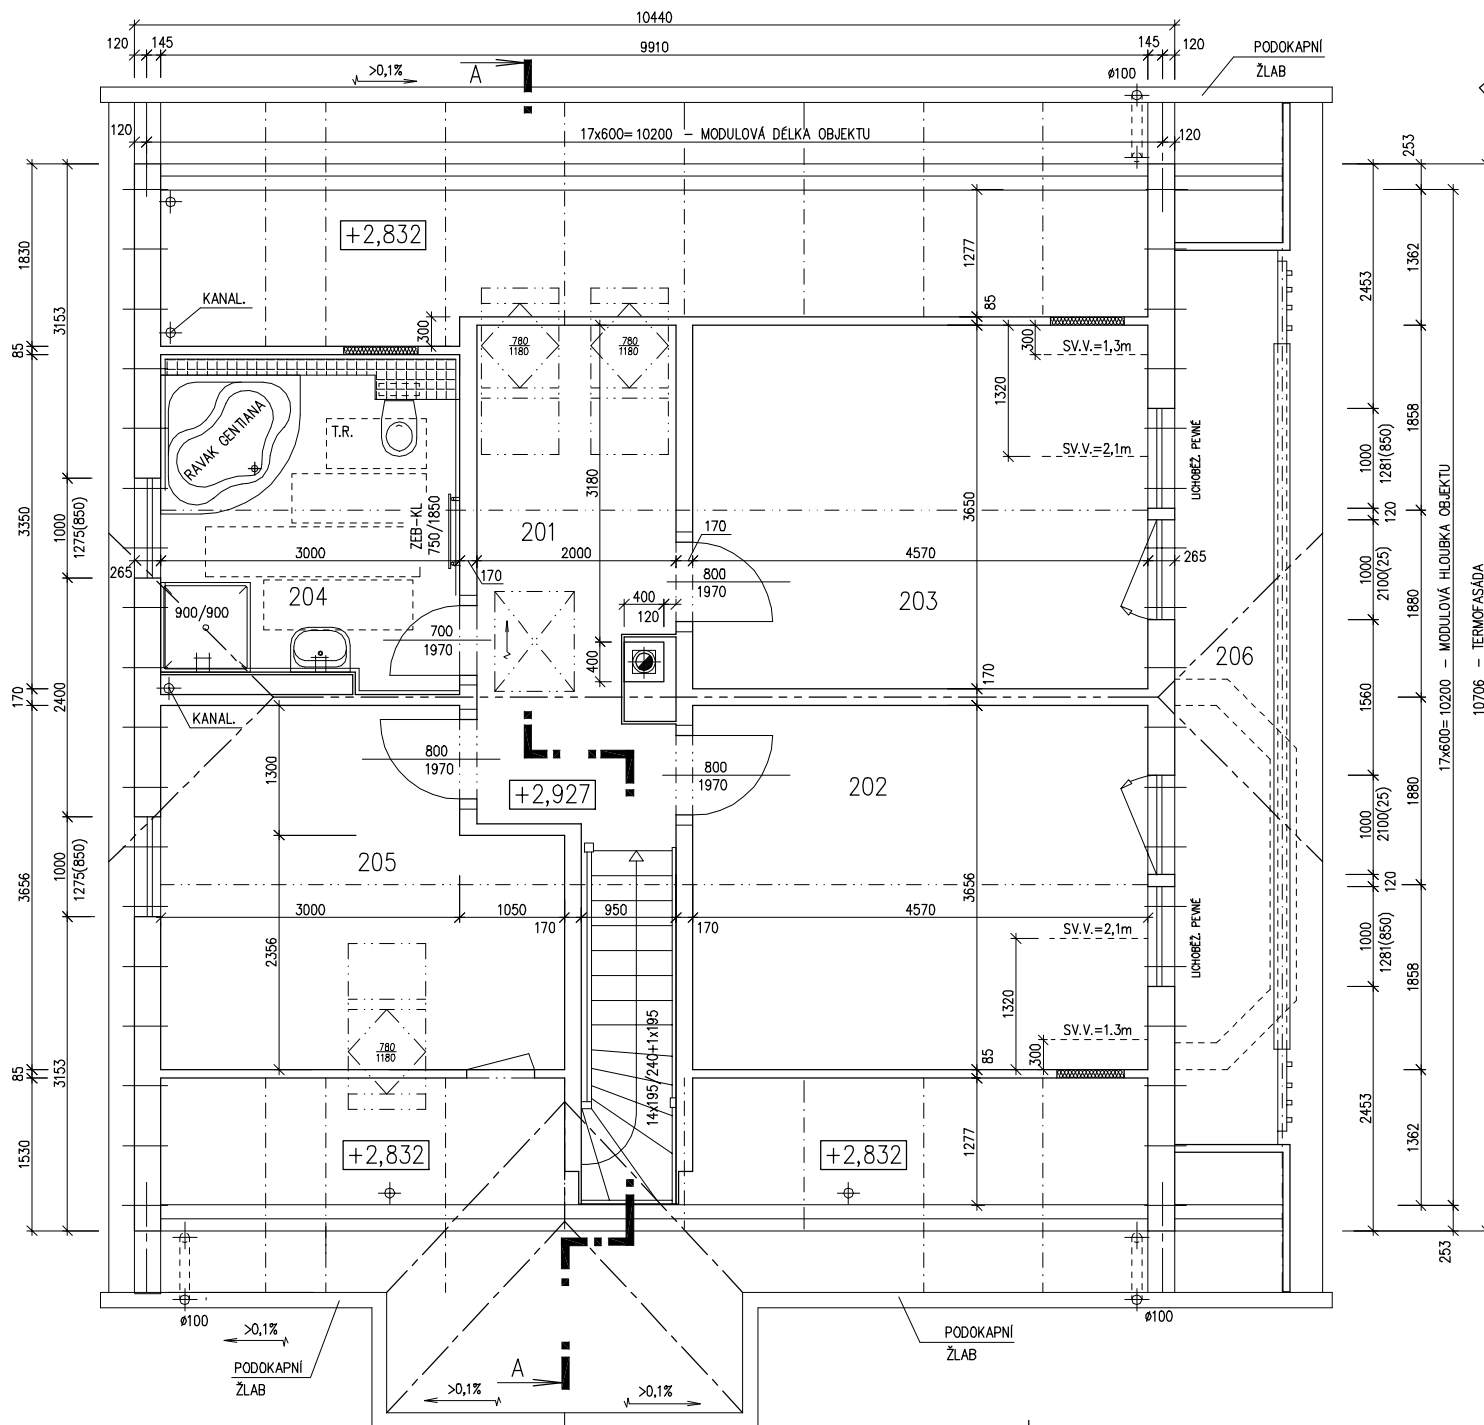 10440
120 145 9910 145 120
PODOKAPNÍ
ŽLAB
>0,1%
A
ø100
120 17x600=10200 - MODULOVÁ DÉLKA OBJEKTU 120
253
1830
3153
+2,832
1277
2453
1362
KANAL.
85
300
85
780
1180
780
1180
300
SV.V.=1,3m
1320
RAVAK GENTIANA
T.R.
3180
SV.V.=2,1m
LICHOBĚŽ. PEVNÉ
1000
1281(850)
1858
3350
1000
1275(850)
ZEB-KL
750/1850
201
3650
120
170
265 3000 170 2000 4570 265
800
1970
1000
2100(25)
1880
17x600=10200 - MODULOVÁ HLOUBKA OBJEKTU
10706 - TERMOFASÁDA
900/900
204
400
120
203
700
1970
400
206
170
2400
170
1560
KANAL.
1300
800
1970
+2,927
800
1970
202
1000
2100(25)
1880
3656
1000
1275(850)
205
3656
120
3000 1050 170 950 170 4570
2356
SV.V.=2,1m
LICHOBĚŽ. PEVNÉ
1000
1281(850)
1858
1320
14x195/240+1x195
SV.V.=1.3m
85
3153
780
1180
85
300
1530
+2,832
+2,832
1277
2453
1362
253
ø100
ø100
>0,1%
PODOKAPNÍ
ŽLAB
PODOKAPNÍ
ŽLAB
A
>0,1%
>0,1%